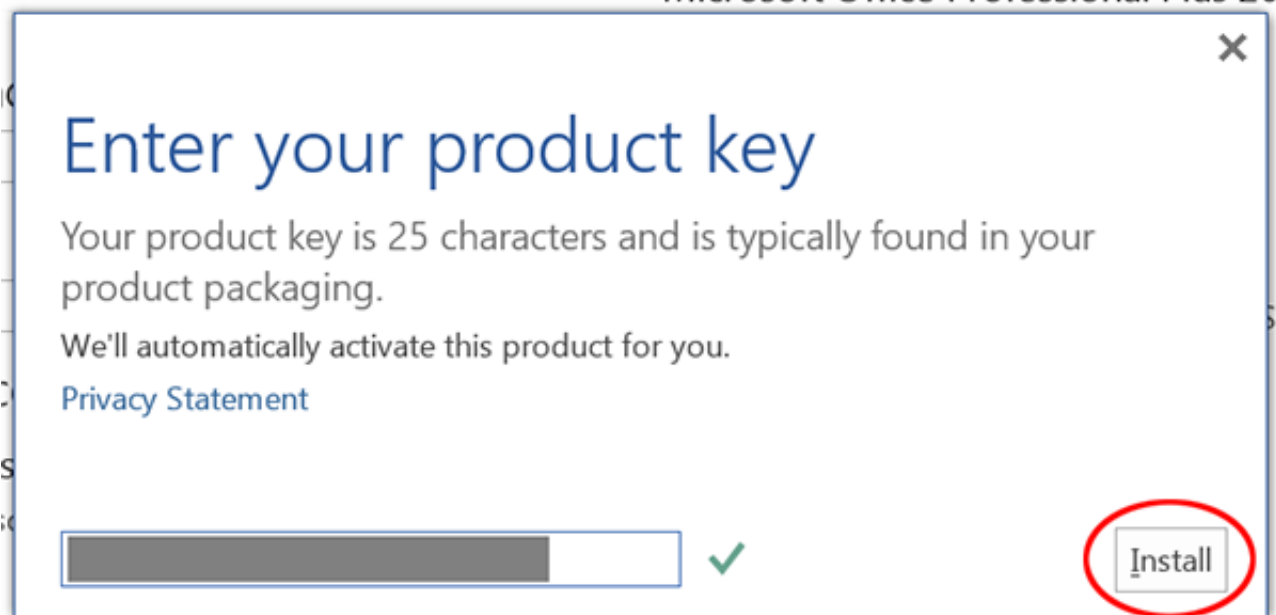 Enter your product key
Your product key is 25 characters and is typically found in your
product packaging.
We'll automatically activate this product for you.
Privacy Statement
Install